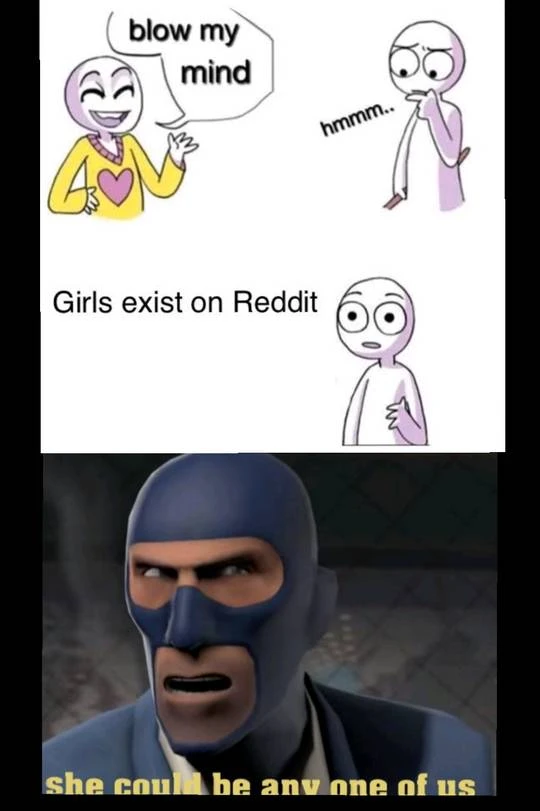 blow my
mind
hmmm..
Girls exist on Reddit
she could be any one of us